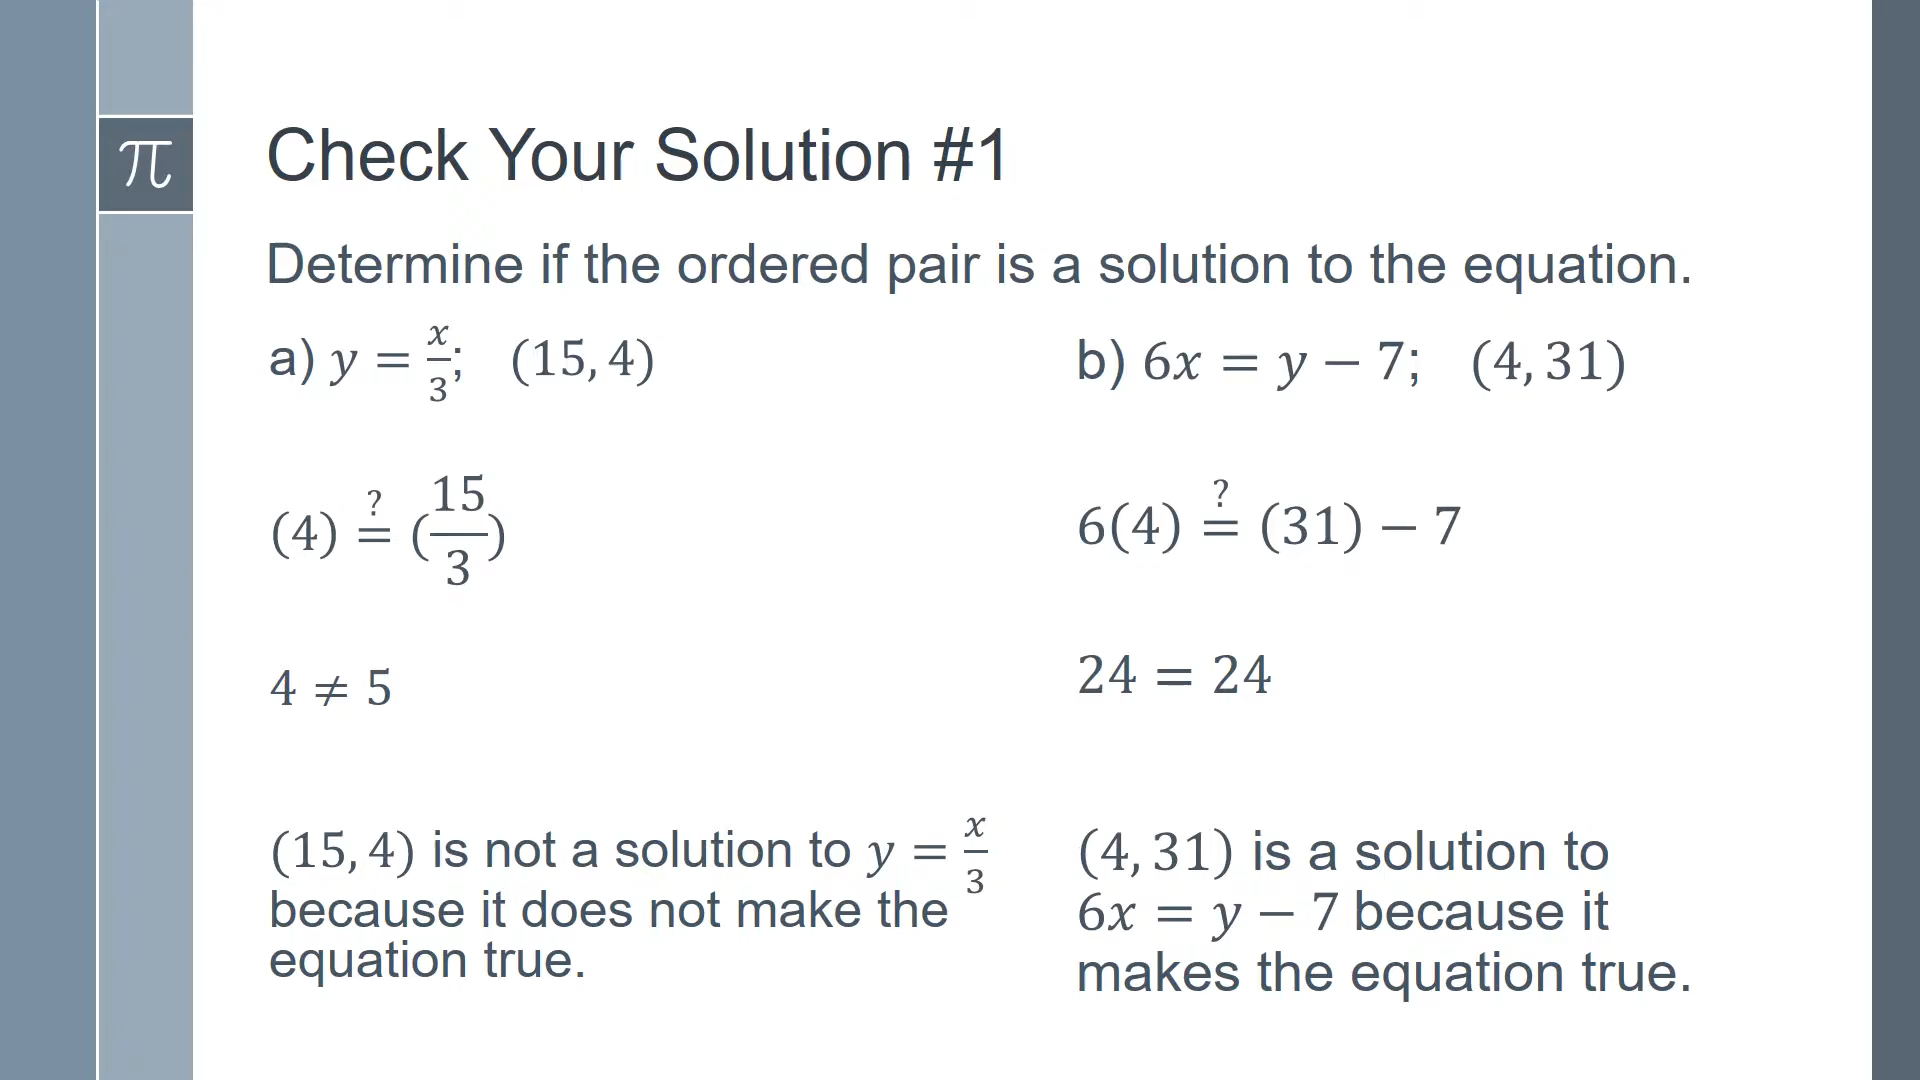 π
Check Your Solution #1
Determine if the ordered pair is a solution to the equation.
a) y = x/3; (15, 4)
b) 6x = y − 7; (4, 31)
(4) ?= (15/3)
6(4) ?= (31) − 7
4 ≠ 5
24 = 24
(15, 4) is not a solution to y = x/3
because it does not make the
equation true.
(4, 31) is a solution to
6x = y − 7 because it
makes the equation true.